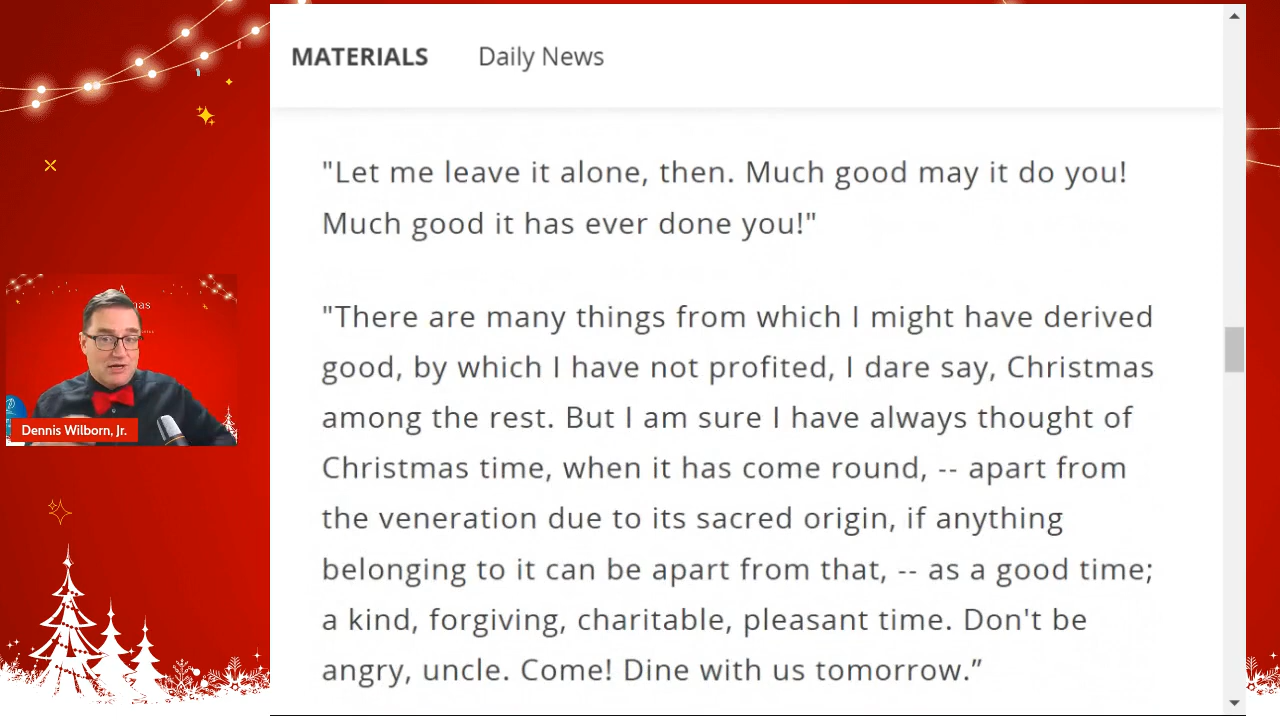 MATERIALS Daily News
"Let me leave it alone, then. Much good may it do you!
Much good it has ever done you!"
"There are many things from which I might have derived
good, by which I have not profited, I dare say, Christmas
among the rest. But I am sure I have always thought of
Christmas time, when it has come round, -- apart from
the veneration due to its sacred origin, if anything
belonging to it can be apart from that, -- as a good time;
a kind, forgiving, charitable, pleasant time. Don't be
angry, uncle. Come! Dine with us tomorrow.”
A
mas
Dennis Wilborn, Jr.